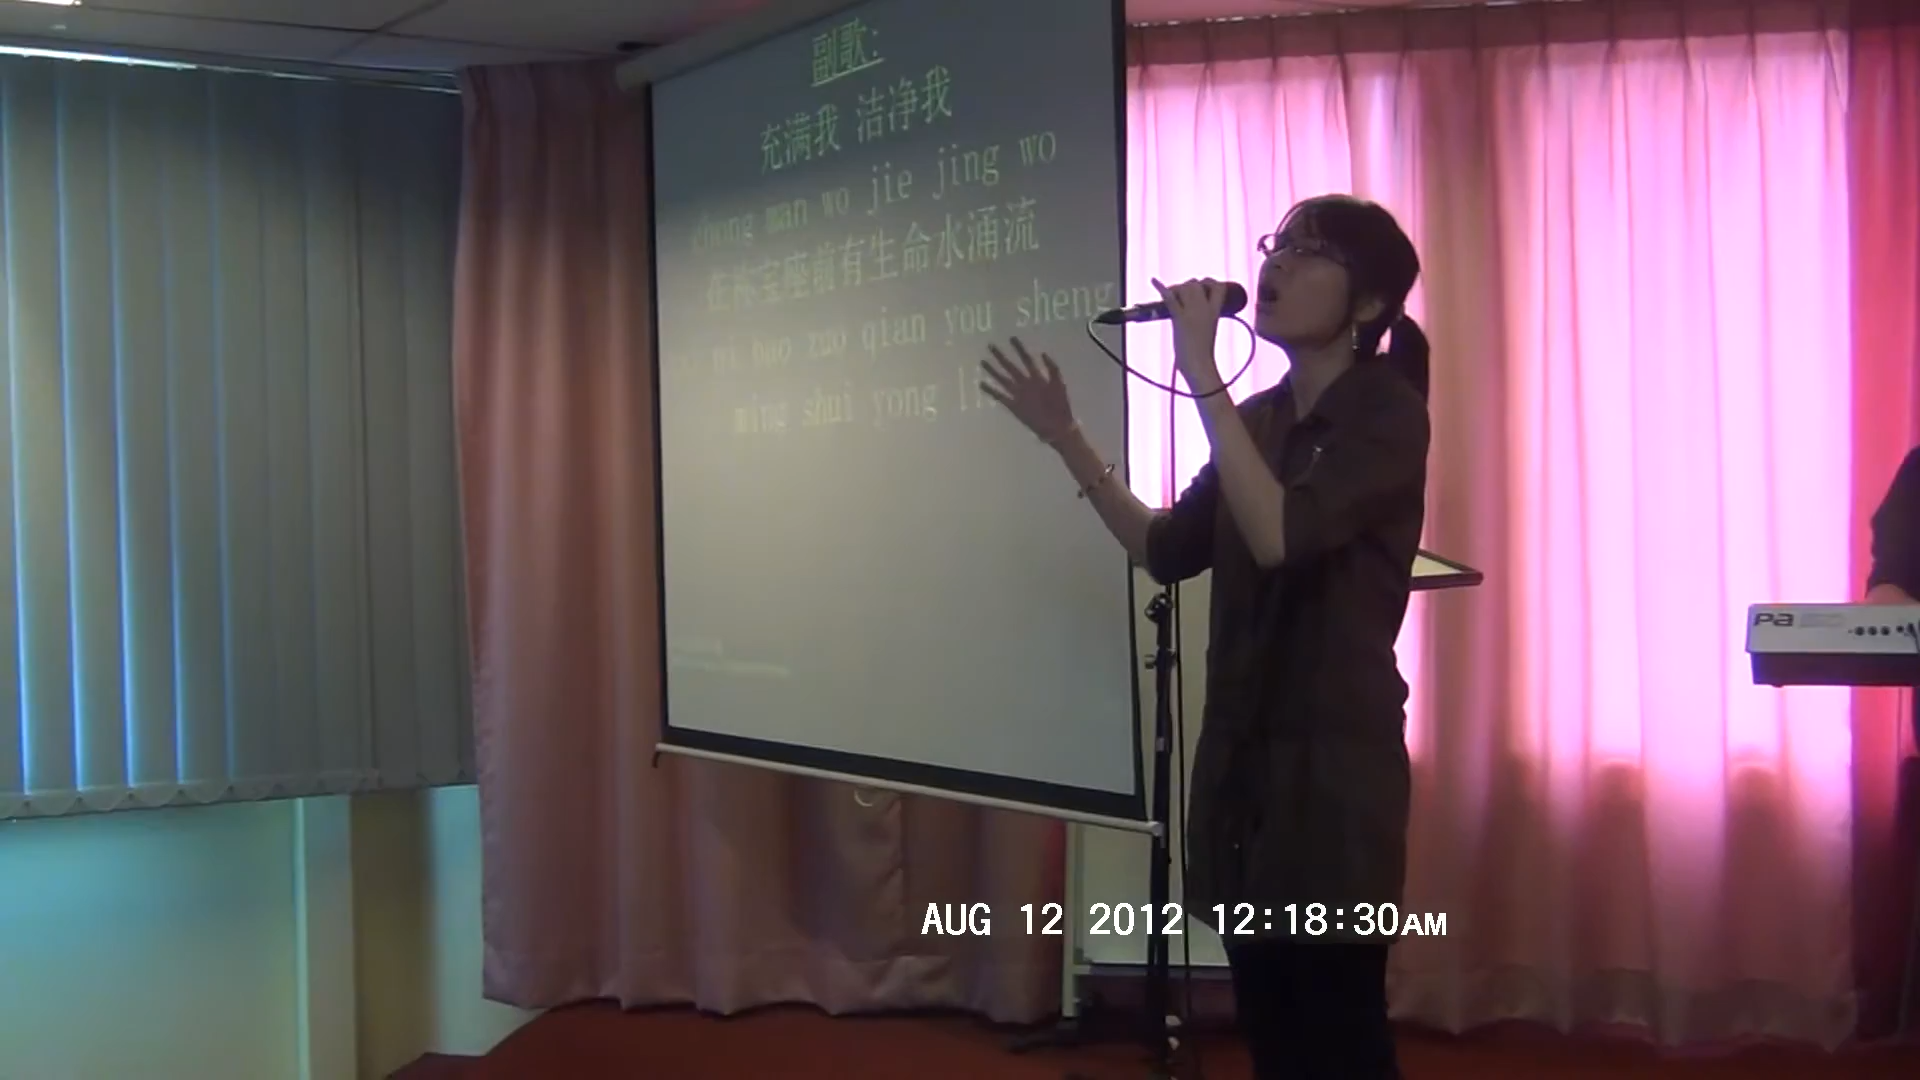 副歌:
充满我 洁净我
chong man wo jie jing wo
在祢宝座前有生命水涌流
ni bao zuo qian you sheng
ming shui yong
Pa
AUG 12 2012 12:18:30AM